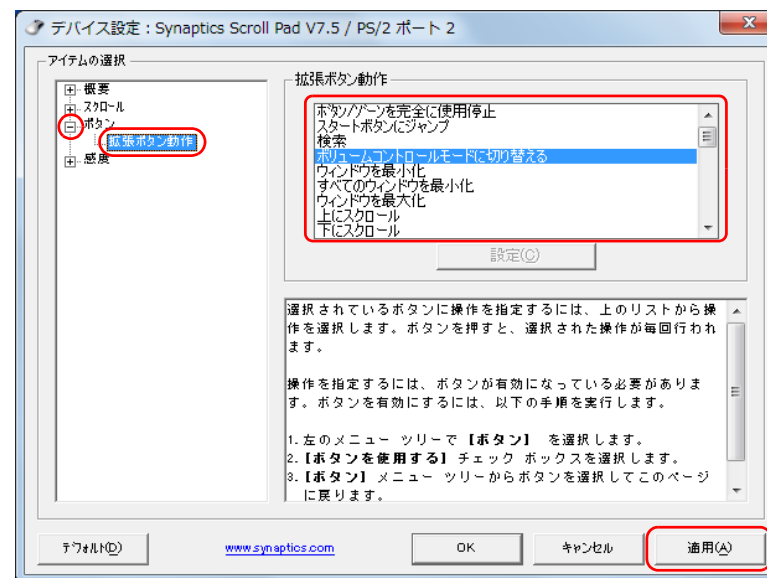 デバイス設定：Synaptics Scroll Pad V7.5 / PS/2 ポート 2
アイテムの選択
概要
スクロール
ボタン
拡張ボタン動作
感度
拡張ボタン動作
ボタン/ゾーンを完全に使用停止
スタートボタンにジャンプ
検索
ボリュームコントロールモードに切り替える
ウィンドウを最小化
すべてのウィンドウを最小化
ウィンドウを最大化
上にスクロール
下にスクロール
設定(C)
選択されているボタンに操作を指定するには、上のリストから操
作を選択します。ボタンを押すと、選択された操作が毎回行われ
ます。
操作を指定するには、ボタンが有効になっている必要がありま
す。ボタンを有効にするには、以下の手順を実行します。
1.左のメニュー ツリーで【ボタン】 を選択します。
2.【ボタンを使用する】チェック ボックスを選択します。
3.【ボタン】メニュー ツリーからボタンを選択してこのページ
に戻ります。
デフォルト(D)
www.synaptics.com
OK
キャンセル
適用(A)